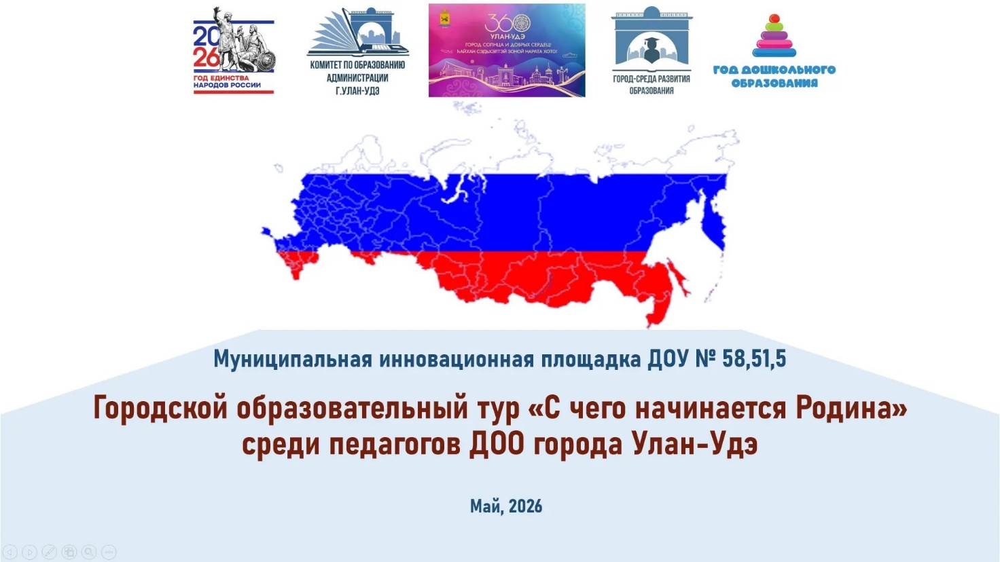 2026
ГОД ЕДИНСТВА
НАРОДОВ РОССИИ
КОМИТЕТ ПО ОБРАЗОВАНИЮ
АДМИНИСТРАЦИИ
Г.УЛАН-УДЭ
360
УЛАН-УДЭ
ГОРОД СОЛНЦА И ДОБРЫХ СЕРДЕЦ!
ҺАЙХАН СЭДЬХЭЛТЭЙ ЗОНОЙ НАРАТА ХОТО!
ГОРОД-СРЕДА РАЗВИТИЯ
ОБРАЗОВАНИЯ
ГОД ДОШКОЛЬНОГО
ОБРАЗОВАНИЯ
Муниципальная инновационная площадка ДОУ № 58,51,5
Городской образовательный тур «С чего начинается Родина»
среди педагогов ДОО города Улан-Удэ
Май, 2026